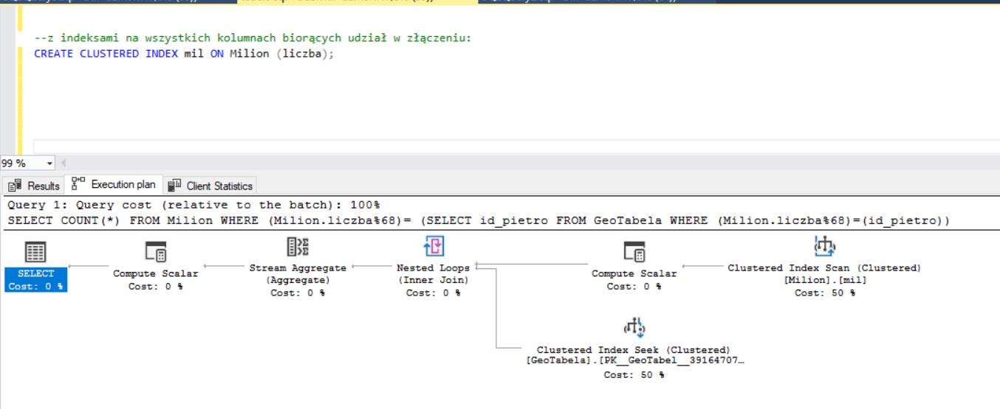 --z indeksami na wszystkich kolumnach biorących udział w złączeniu:
CREATE CLUSTERED INDEX mil ON Milion (liczba);
99 %
Results Execution plan Client Statistics
Query 1: Query cost (relative to the batch): 100%
SELECT COUNT(*) FROM Milion WHERE (Milion.liczba%68)= (SELECT id_pietro FROM GeoTabela WHERE (Milion.liczba%68)=(id_pietro))
SELECT
Cost: 0 %
Compute Scalar
Cost: 0 %
Stream Aggregate
(Aggregate)
Cost: 0 %
Nested Loops
(Inner Join)
Cost: 0 %
Compute Scalar
Cost: 0 %
Clustered Index Scan (Clustered)
[Milion].[mil]
Cost: 50 %
Clustered Index Seek (Clustered)
[GeoTabela].[PK__GeoTabel__39164707…
Cost: 50 %